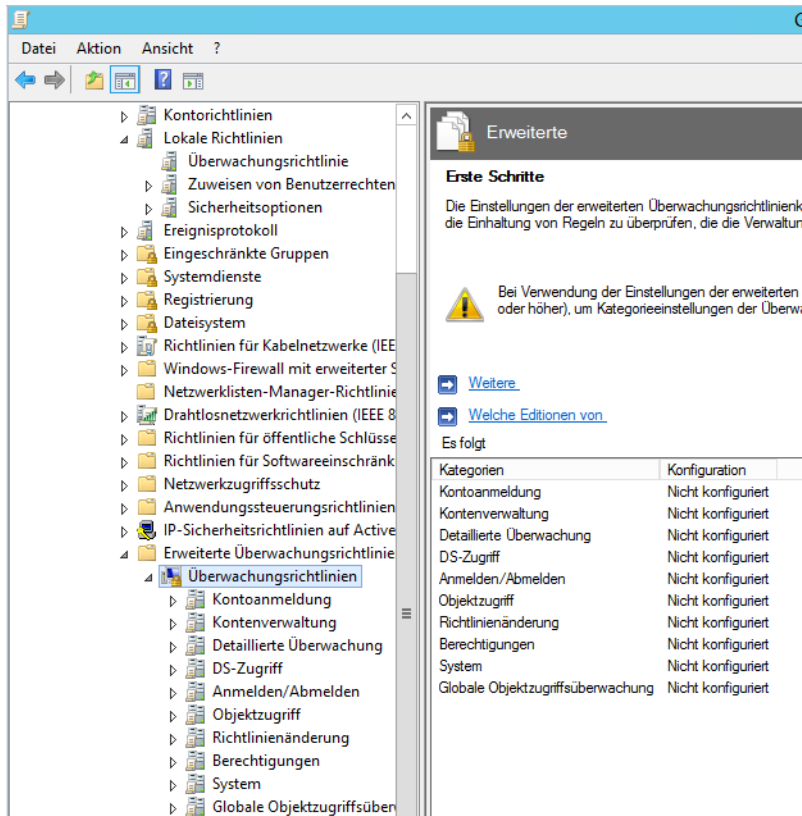 Datei Aktion Ansicht ?
Kontorichtlinien
Lokale Richtlinien
Überwachungsrichtlinie
Zuweisen von Benutzerrechten
Sicherheitsoptionen
Ereignisprotokoll
Eingeschränkte Gruppen
Systemdienste
Registrierung
Dateisystem
Richtlinien für Kabelnetzwerke (IEE
Windows-Firewall mit erweiterter S
Netzwerklisten-Manager-Richtlinie
Drahtlosnetzwerkrichtlinien (IEEE 8
Richtlinien für öffentliche Schlüsse
Richtlinien für Softwareeinschränk
Netzwerkzugriffsschutz
Anwendungssteuerungsrichtlinien
IP-Sicherheitsrichtlinien auf Active
Erweiterte Überwachungsrichtlinie
Überwachungsrichtlinien
Kontoanmeldung
Kontenverwaltung
Detaillierte Überwachung
DS-Zugriff
Anmelden/Abmelden
Objektzugriff
Richtlinienänderung
Berechtigungen
System
Globale Objektzugriffsüber
Erweiterte
Erste Schritte
Die Einstellungen der erweiterten Überwachungsrichtlinienk
die Einhaltung von Regeln zu überprüfen, die die Verwaltun
Bei Verwendung der Einstellungen der erweiterten
oder höher), um Kategorieeinstellungen der Überwa
Weitere
Welche Editionen von
Es folgt
Kategorien Konfiguration
Kontoanmeldung Nicht konfiguriert
Kontenverwaltung Nicht konfiguriert
Detaillierte Überwachung Nicht konfiguriert
DS-Zugriff Nicht konfiguriert
Anmelden/Abmelden Nicht konfiguriert
Objektzugriff Nicht konfiguriert
Richtlinienänderung Nicht konfiguriert
Berechtigungen Nicht konfiguriert
System Nicht konfiguriert
Globale Objektzugriffsüberwachung Nicht konfiguriert